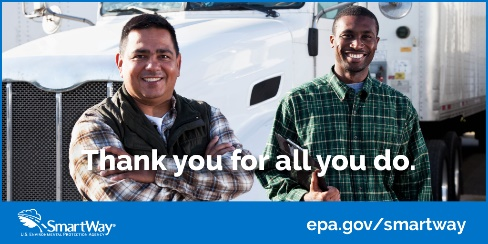 Thank you for all you do.
SmartWay
U.S. ENVIRONMENTAL PROTECTION AGENCY
epa.gov/smartway